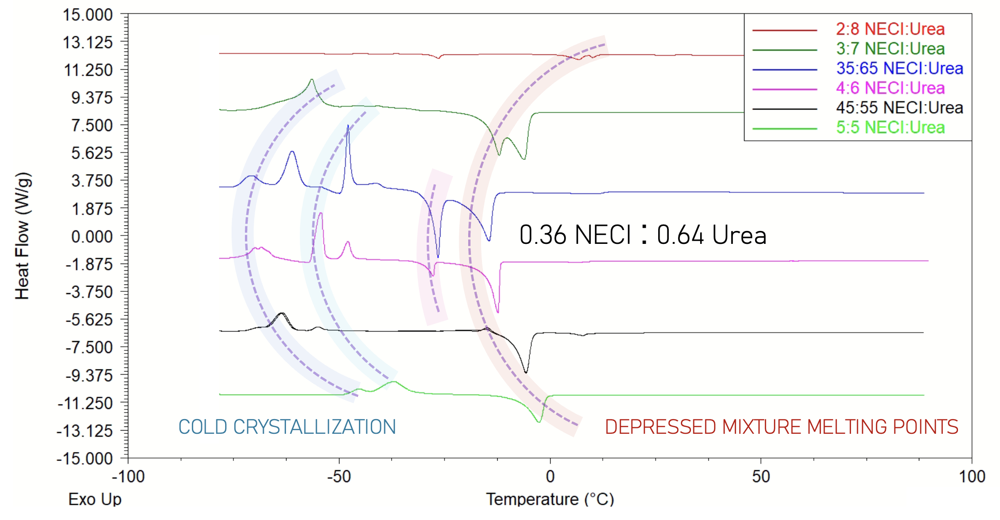 15.000
13.125
11.250
9.375
7.500
5.625
3.750
1.875
0.000
-1.875
-3.750
-5.625
-7.500
-9.375
-11.250
-13.125
-15.000
Heat Flow (W/g)
2:8 NECl:Urea
3:7 NECl:Urea
35:65 NECl:Urea
4:6 NECl:Urea
45:55 NECl:Urea
5:5 NECl:Urea
0.36 NECl : 0.64 Urea
COLD CRYSTALLIZATION
DEPRESSED MIXTURE MELTING POINTS
-100 -50 0 50 100
Exo Up
Temperature (°C)